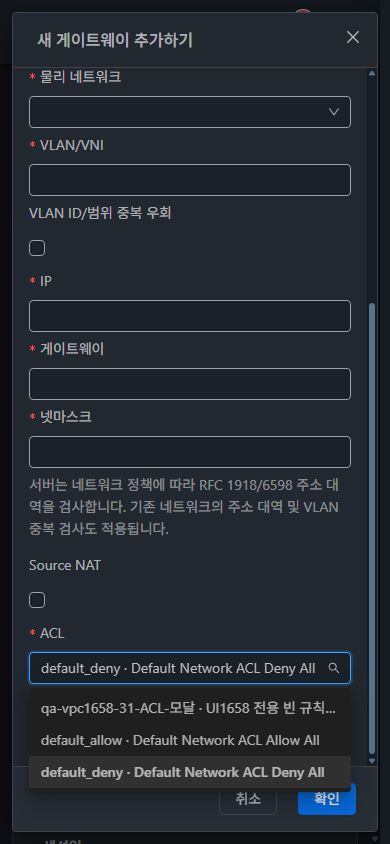 새 게이트웨이 추가하기
* 물리 네트워크
* VLAN/VNI
VLAN ID/범위 중복 우회
* IP
* 게이트웨이
* 넷마스크
서버는 네트워크 정책에 따라 RFC 1918/6598 주소 대
역을 검사합니다. 기존 네트워크의 주소 대역 및 VLAN
중복 검사도 적용됩니다.
Source NAT
* ACL
default_deny · Default Network ACL Deny All
qa-vpc1658-31-ACL-모달 · UI1658 전용 빈 규칙...
default_allow · Default Network ACL Allow All
default_deny · Default Network ACL Deny All
취소
확인